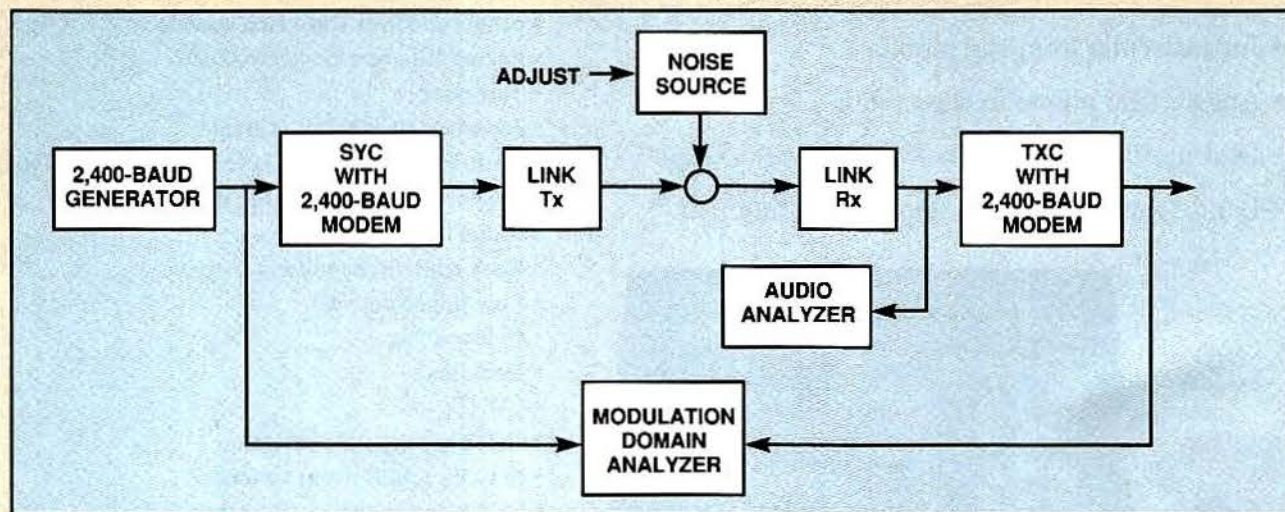 ADJUST
NOISE
SOURCE
2,400-BAUD
GENERATOR
SYC
WITH
2,400-BAUD
MODEM
LINK
Tx
LINK
Rx
TXC
WITH
2,400-BAUD
MODEM
AUDIO
ANALYZER
MODULATION
DOMAIN
ANALYZER